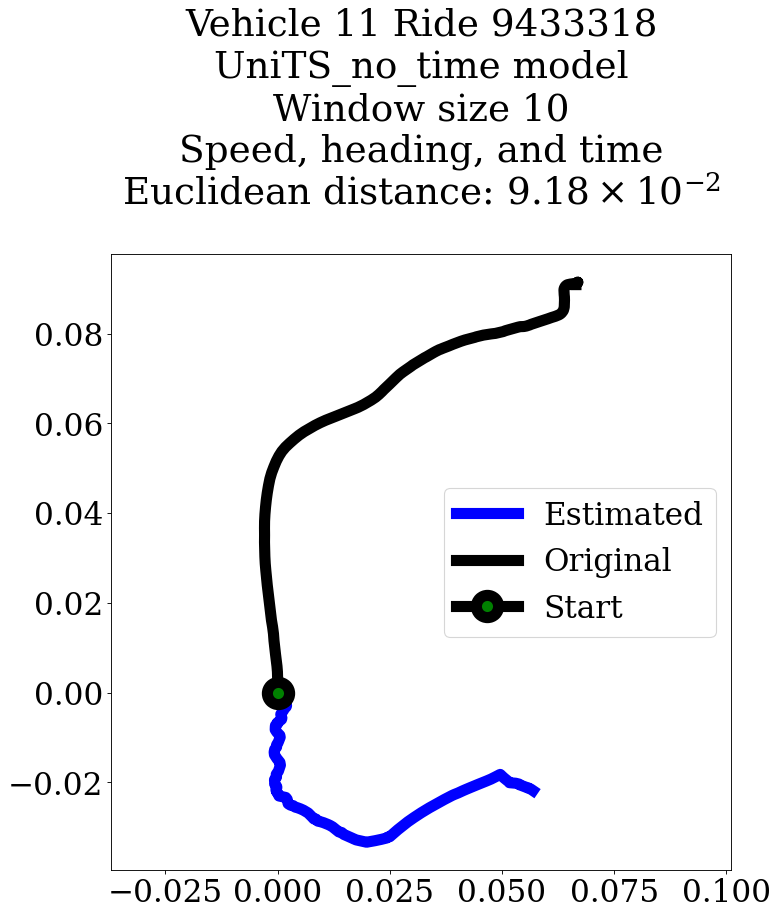 Vehicle 11 Ride 9433318
UniTS_no_time model
Window size 10
Speed, heading, and time
Euclidean distance: 9.18 × 10⁻²
0.08
0.06
0.04
0.02
0.00
−0.02
Estimated
Original
Start
−0.025 0.000 0.025 0.050 0.075 0.100